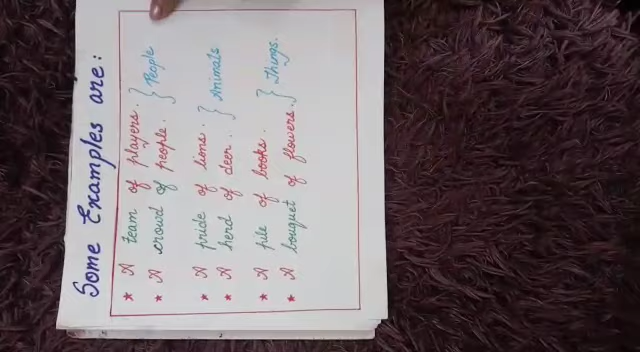 Some Examples are:
* A team of players. } People
* A crowd of people.
* A pride of lions. } Animals
* A herd of deer.
* A pile of books. } Things.
* A bouquet of flowers.